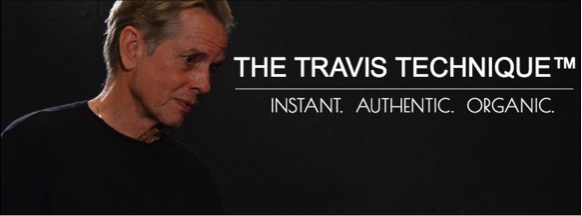 THE TRAVIS TECHNIQUE™
INSTANT. AUTHENTIC. ORGANIC.